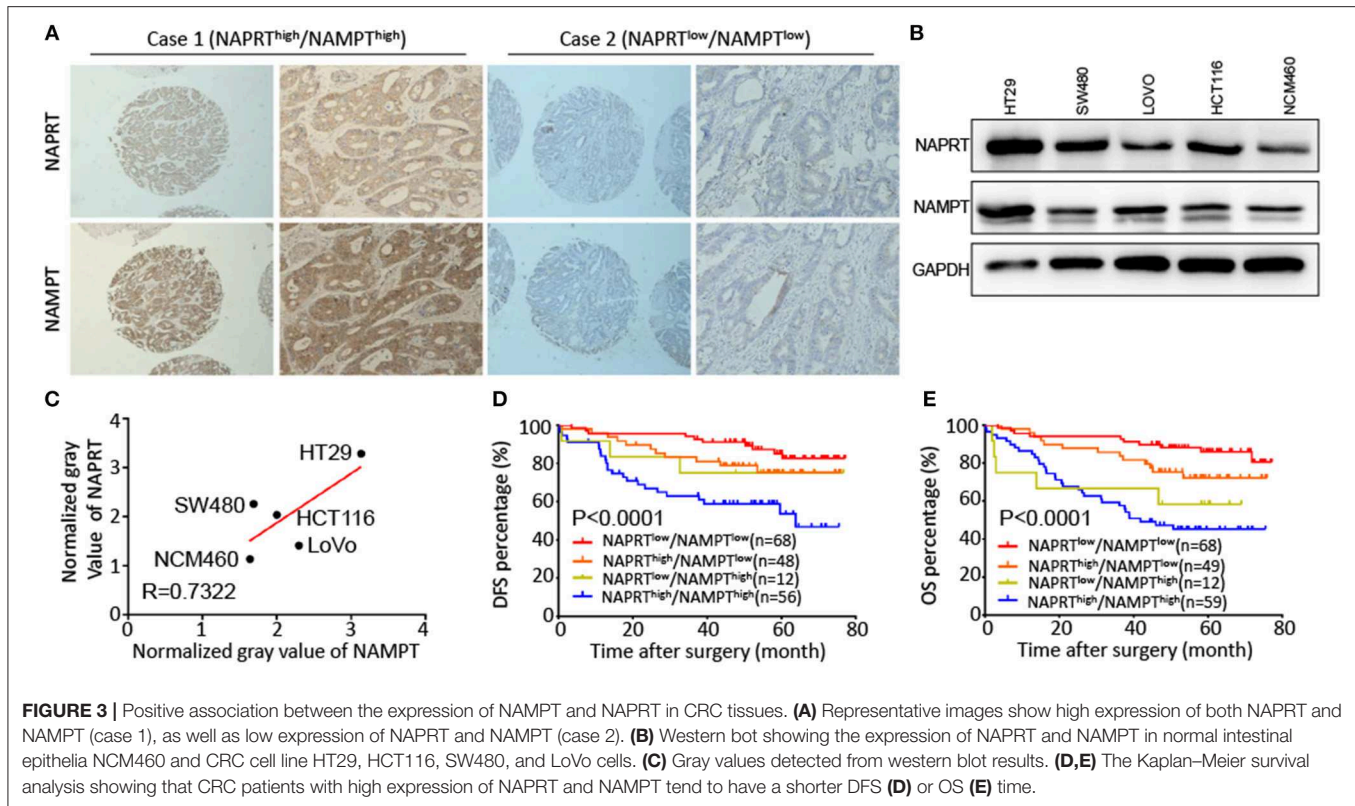 A
Case 1 (NAPRThigh/NAMPThigh)
Case 2 (NAPRTlow/NAMPTlow)
NAPRT
NAMPT
B
HT29
SW480
LOVO
HCT116
NCM460
NAPRT
NAMPT
GAPDH
C
Normalized gray
Value of NAPRT
4
3
2
1
0
0
1
2
3
4
HT29
SW480
HCT116
NCM460
LoVo
R=0.7322
Normalized gray value of NAMPT
D
DFS percentage (%)
100
80
60
40
20
0
P<0.0001
NAPRTlow/NAMPTlow(n=68)
NAPRThigh/NAMPTlow(n=48)
NAPRTlow/NAMPThigh(n=12)
NAPRThigh/NAMPThigh(n=56)
0
20
40
60
80
Time after surgery (month)
E
OS percentage (%)
100
80
60
40
20
0
P<0.0001
NAPRTlow/NAMPTlow(n=68)
NAPRThigh/NAMPTlow(n=49)
NAPRTlow/NAMPThigh(n=12)
NAPRThigh/NAMPThigh(n=59)
0
20
40
60
80
Time after surgery (month)
FIGURE 3 | Positive association between the expression of NAMPT and NAPRT in CRC tissues. (A) Representative images show high expression of both NAPRT and
NAMPT (case 1), as well as low expression of NAPRT and NAMPT (case 2). (B) Western bot showing the expression of NAPRT and NAMPT in normal intestinal
epithelia NCM460 and CRC cell line HT29, HCT116, SW480, and LoVo cells. (C) Gray values detected from western blot results. (D,E) The Kaplan–Meier survival
analysis showing that CRC patients with high expression of NAPRT and NAMPT tend to have a shorter DFS (D) or OS (E) time.